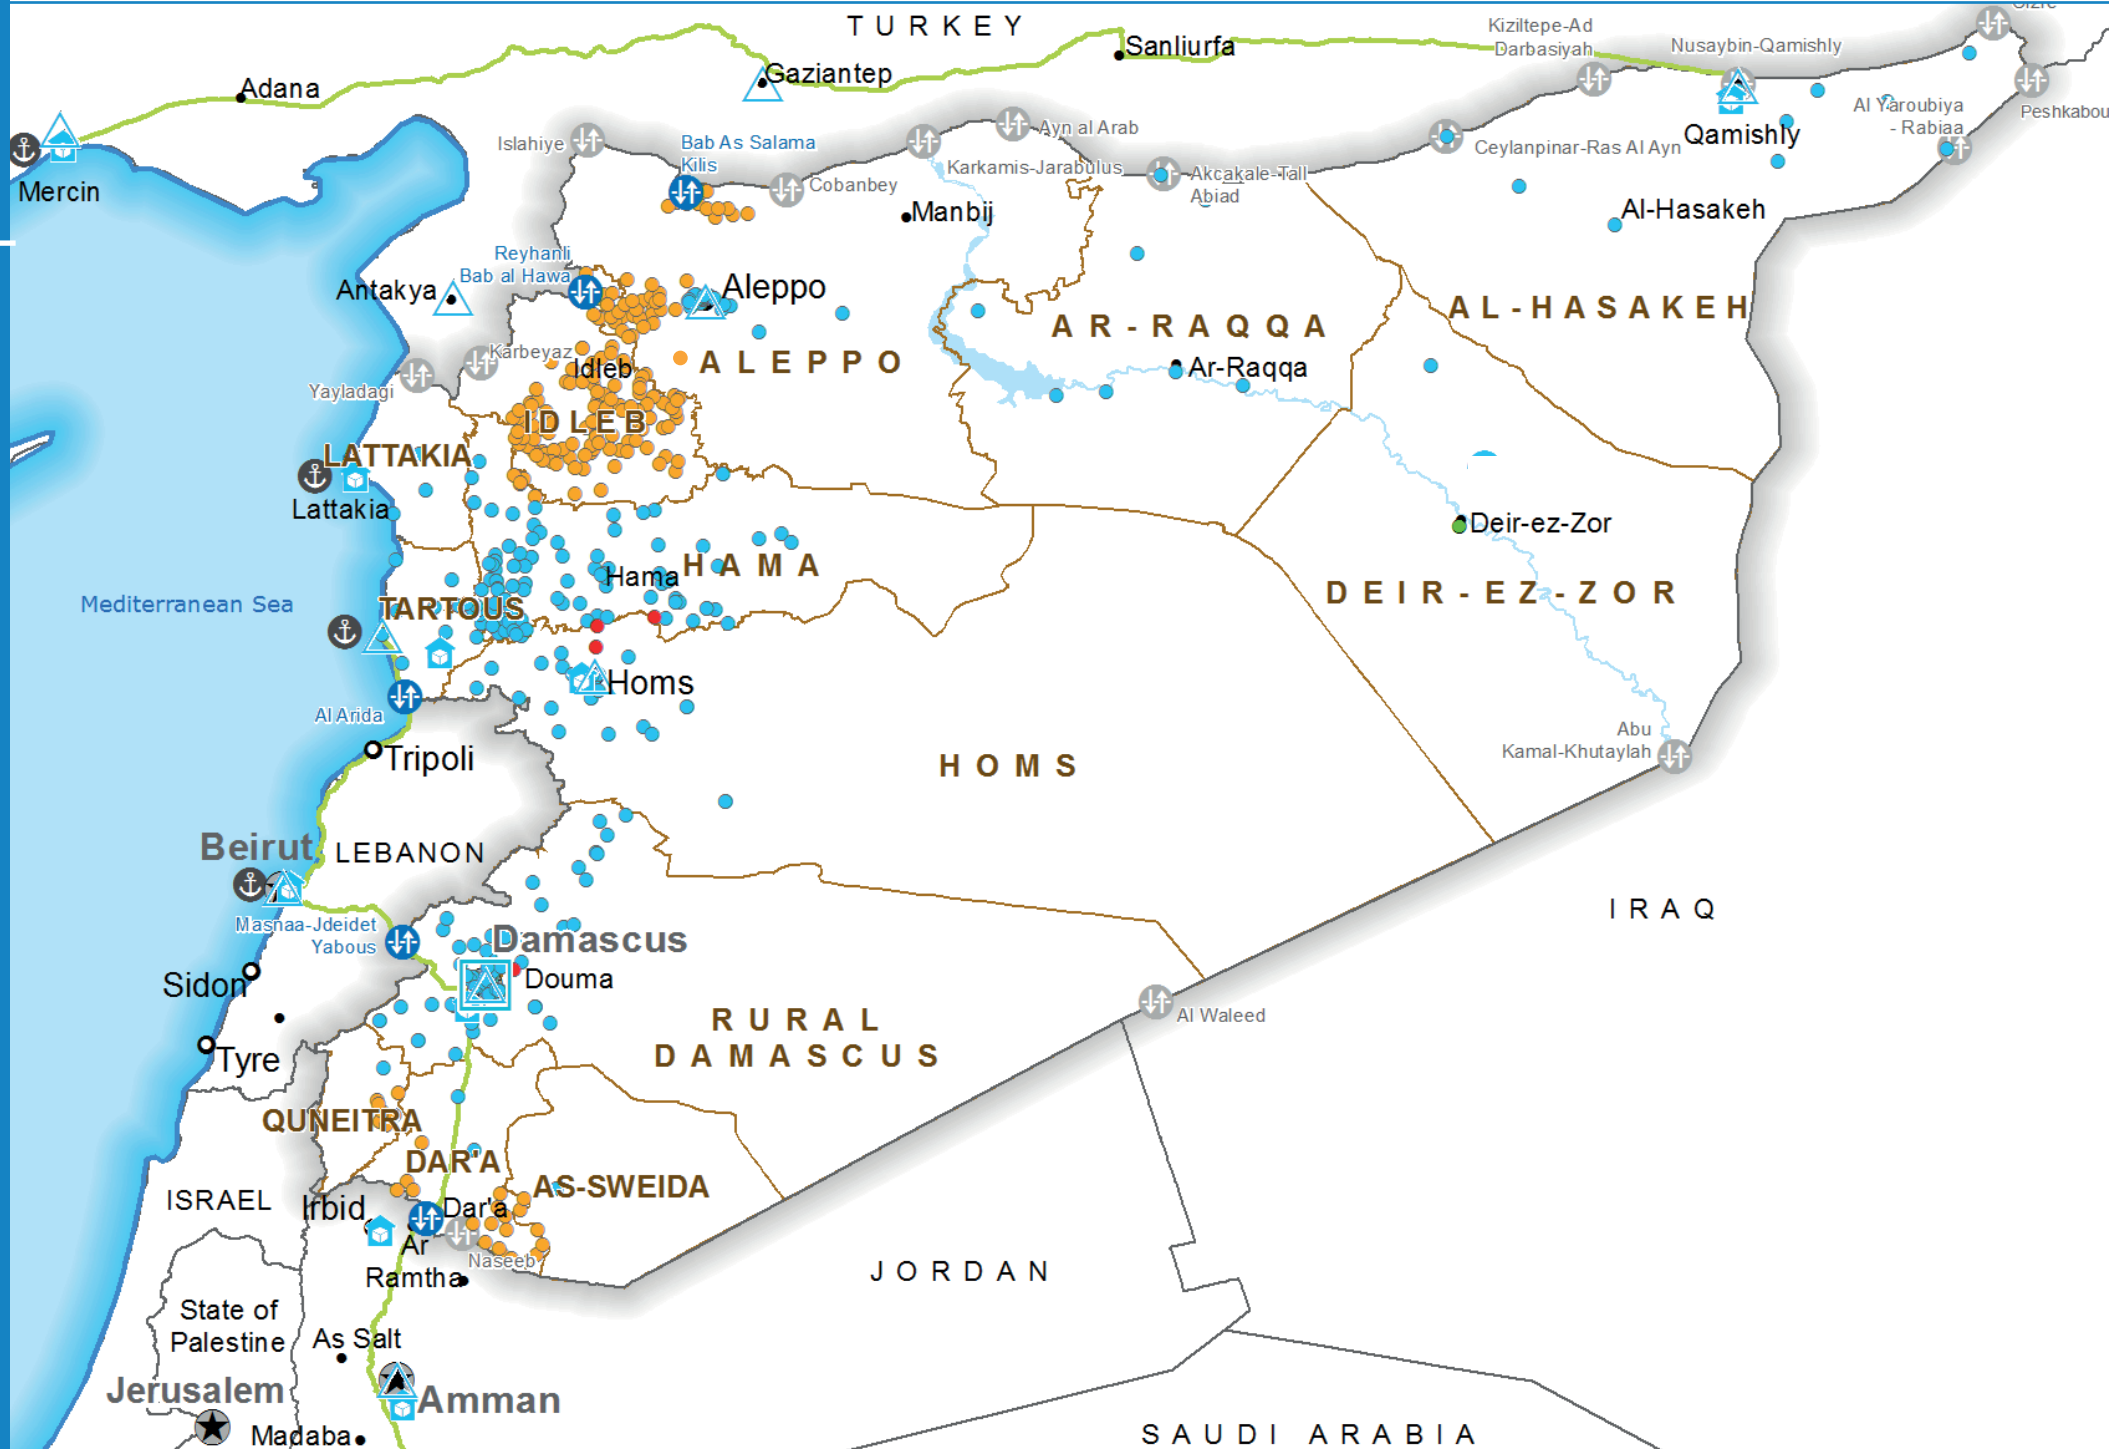 TURKEY
Cizre
Kiziltepe-Ad
Darbasiyah
Nusaybin-Qamishly
Sanliurfa
Gaziantep
Adana
Al Yaroubiya
- Rabiaa
Peshkabou
Islahiye
Bab As Salama
Kilis
Ayn al Arab
Qamishly
Mercin
Cobanbey
Karkamis-Jarabulus
Akcakale-Tall
Abiad
Ceylanpinar-Ras Al Ayn
Manbij
Al-Hasakeh
Reyhanli
Bab al Hawa
Antakya
Aleppo
AR-RAQQA
AL-HASAKEH
Karbeyaz
Idleb
ALEPPO
Ar-Raqqa
Yayladagi
IDLEB
LATTAKIA
Lattakia
Deir-ez-Zor
Hama
HAMA
DEIR-EZ-ZOR
Mediterranean Sea
TARTOUS
Homs
Al Arida
Abu
Kamal-Khutaylah
Tripoli
HOMS
Beirut
LEBANON
IRAQ
Masnaa-Jdeidet
Yabous
Damascus
Sidon
Douma
Al Waleed
RURAL
DAMASCUS
Tyre
QUNEITRA
DAR'A
AS-SWEIDA
ISRAEL
Irbid
Dar'a
Ar
Ramtha
Naseeb
JORDAN
State of
Palestine
As Salt
Jerusalem
Amman
Madaba
SAUDI ARABIA